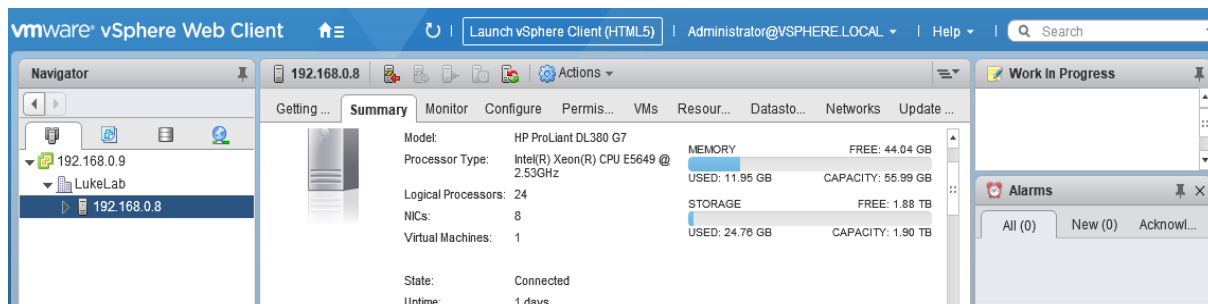 vmware® vSphere Web Client
Launch vSphere Client (HTML5)
Administrator@VSPHERE.LOCAL
Help
Search
Navigator
192.168.0.9
LukeLab
192.168.0.8
192.168.0.8
Actions
Getting ... Summary Monitor Configure Permis... VMs Resour... Datasto... Networks Update ...
Model: HP ProLiant DL380 G7
Processor Type: Intel(R) Xeon(R) CPU E5649 @
2.53GHz
Logical Processors: 24
NICs: 8
Virtual Machines: 1
State: Connected
Uptime: 1 days
MEMORY FREE: 44.04 GB
USED: 11.95 GB CAPACITY: 55.99 GB
STORAGE FREE: 1.88 TB
USED: 24.76 GB CAPACITY: 1.90 TB
Work In Progress
Alarms
All (0) New (0) Acknowl...